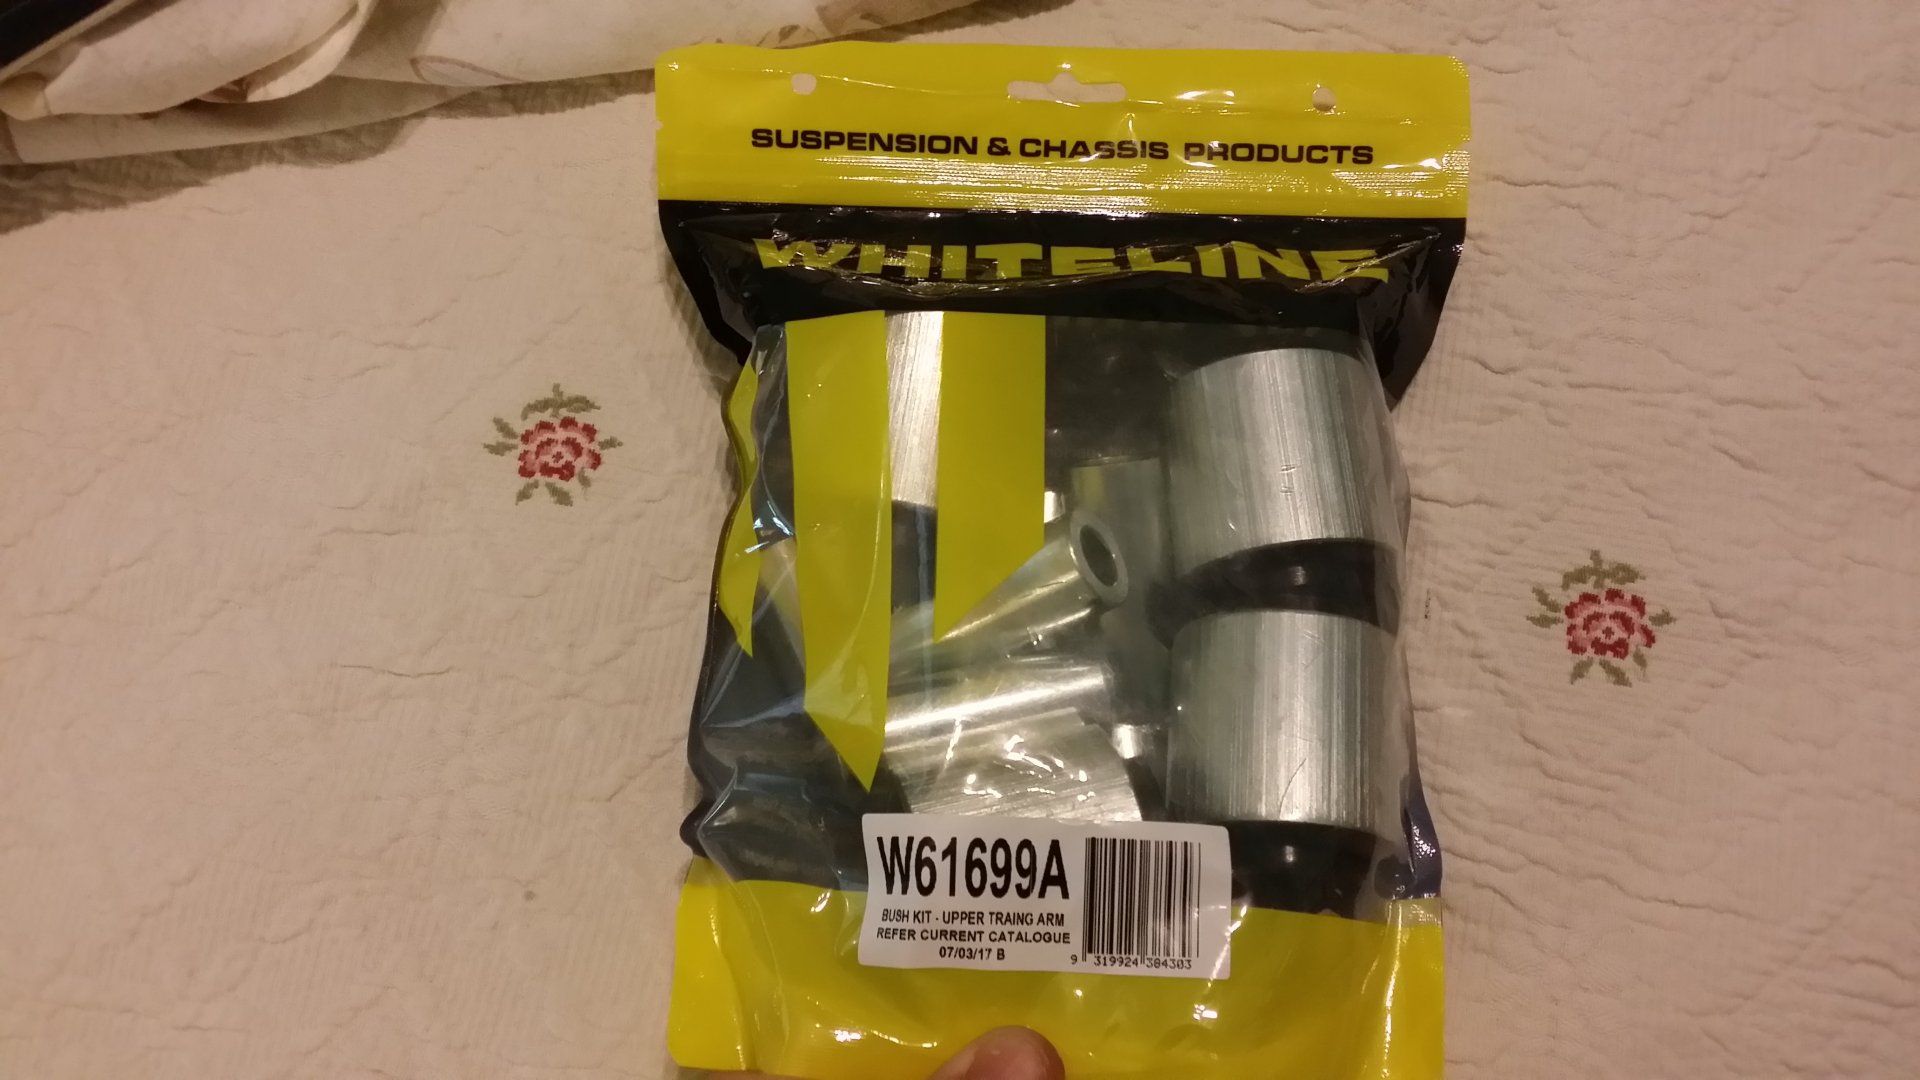 SUSPENSION & CHASSIS PRODUCTS
WHITELINE
W61699A
BUSH KIT - UPPER TRAING ARM
REFER CURRENT CATALOGUE
07/03/17 B
9 319924 384303